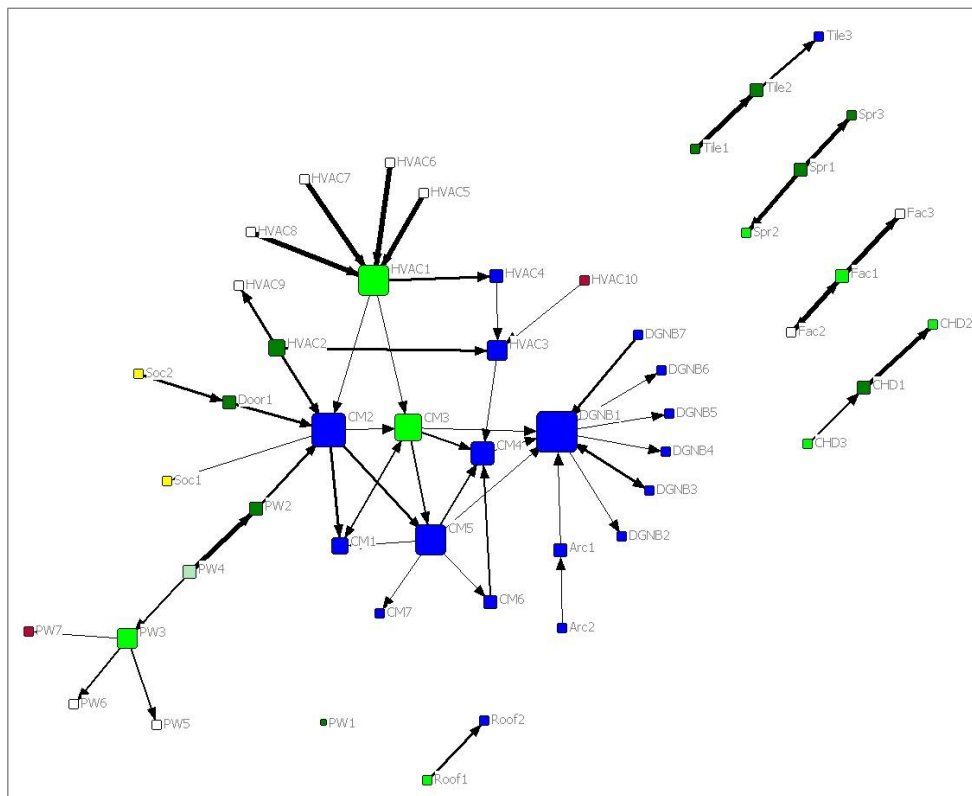 Tile3
Tile2
Spr3
Tile1
HVAC6
Spr1
HVAC7
HVAC5
Fac3
HVAC8
Spr2
HVAC1
HVAC4
HVAC10
Fac1
HVAC9
CHD2
Fac2
DGNB7
HVAC2
HVAC3
DGNB6
Soc2
CHD1
Door1
DGNB5
CM2
CM3
DGNB1
CHD3
CM4
DGNB4
Soc1
DGNB3
PW2
CM5
DGNB2
CM1
Arc1
PW4
CM6
CM7
Arc2
PW7
PW3
PW6
PW5
PW1
Roof2
Roof1